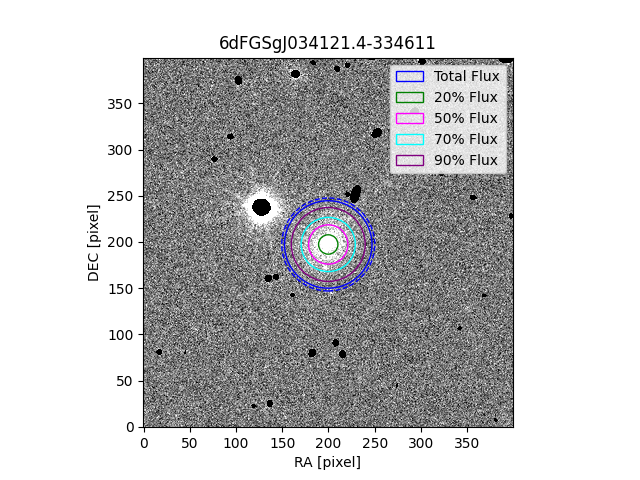 6dFGSgJ034121.4-334611
Total Flux
20% Flux
50% Flux
70% Flux
90% Flux
DEC [pixel]
350
300
250
200
150
100
50
0
0 50 100 150 200 250 300 350
RA [pixel]